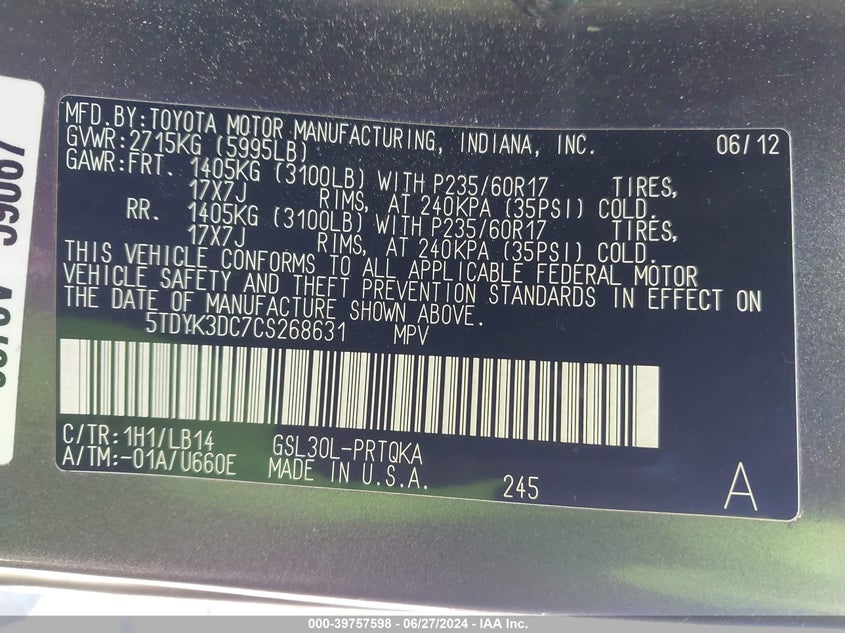 MFD.BY:TOYOTA MOTOR MANUFACTURING, INDIANA, INC. 06/12
GVWR:2715KG (5995LB)
GAWR:FRT. 1405KG (3100LB) WITH P235/60R17 TIRES,
17X7J RIMS, AT 240KPA (35PSI) COLD.
RR. 1405KG (3100LB) WITH P235/60R17 TIRES,
17X7J RIMS, AT 240KPA (35PSI) COLD.
THIS VEHICLE CONFORMS TO ALL APPLICABLE FEDERAL MOTOR
VEHICLE SAFETY AND THEFT PREVENTION STANDARDS IN EFFECT ON
THE DATE OF MANUFACTURE SHOWN ABOVE.
5TDYK3DC7CS268631 MPV
C/TR:1H1/LB14 GSL30L-PRTQKA
A/TM:-01A/U660E MADE IN U.S.A. 245 A
000-39757598 - 06/27/2024 - IAA Inc.